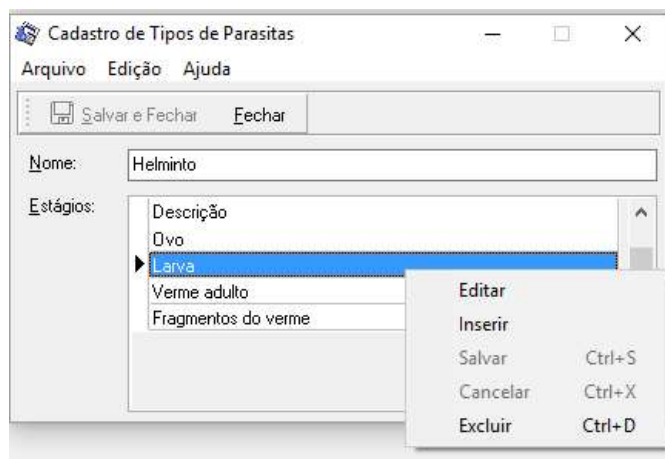 Cadastro de Tipos de Parasitas
Arquivo Edição Ajuda
Salvar e Fechar Fechar
Nome: Helminto
Estágios: Descrição
Ovo
Larva
Verme adulto
Fragmentos do verme
Editar
Inserir
Salvar Ctrl+S
Cancelar Ctrl+X
Excluir Ctrl+D